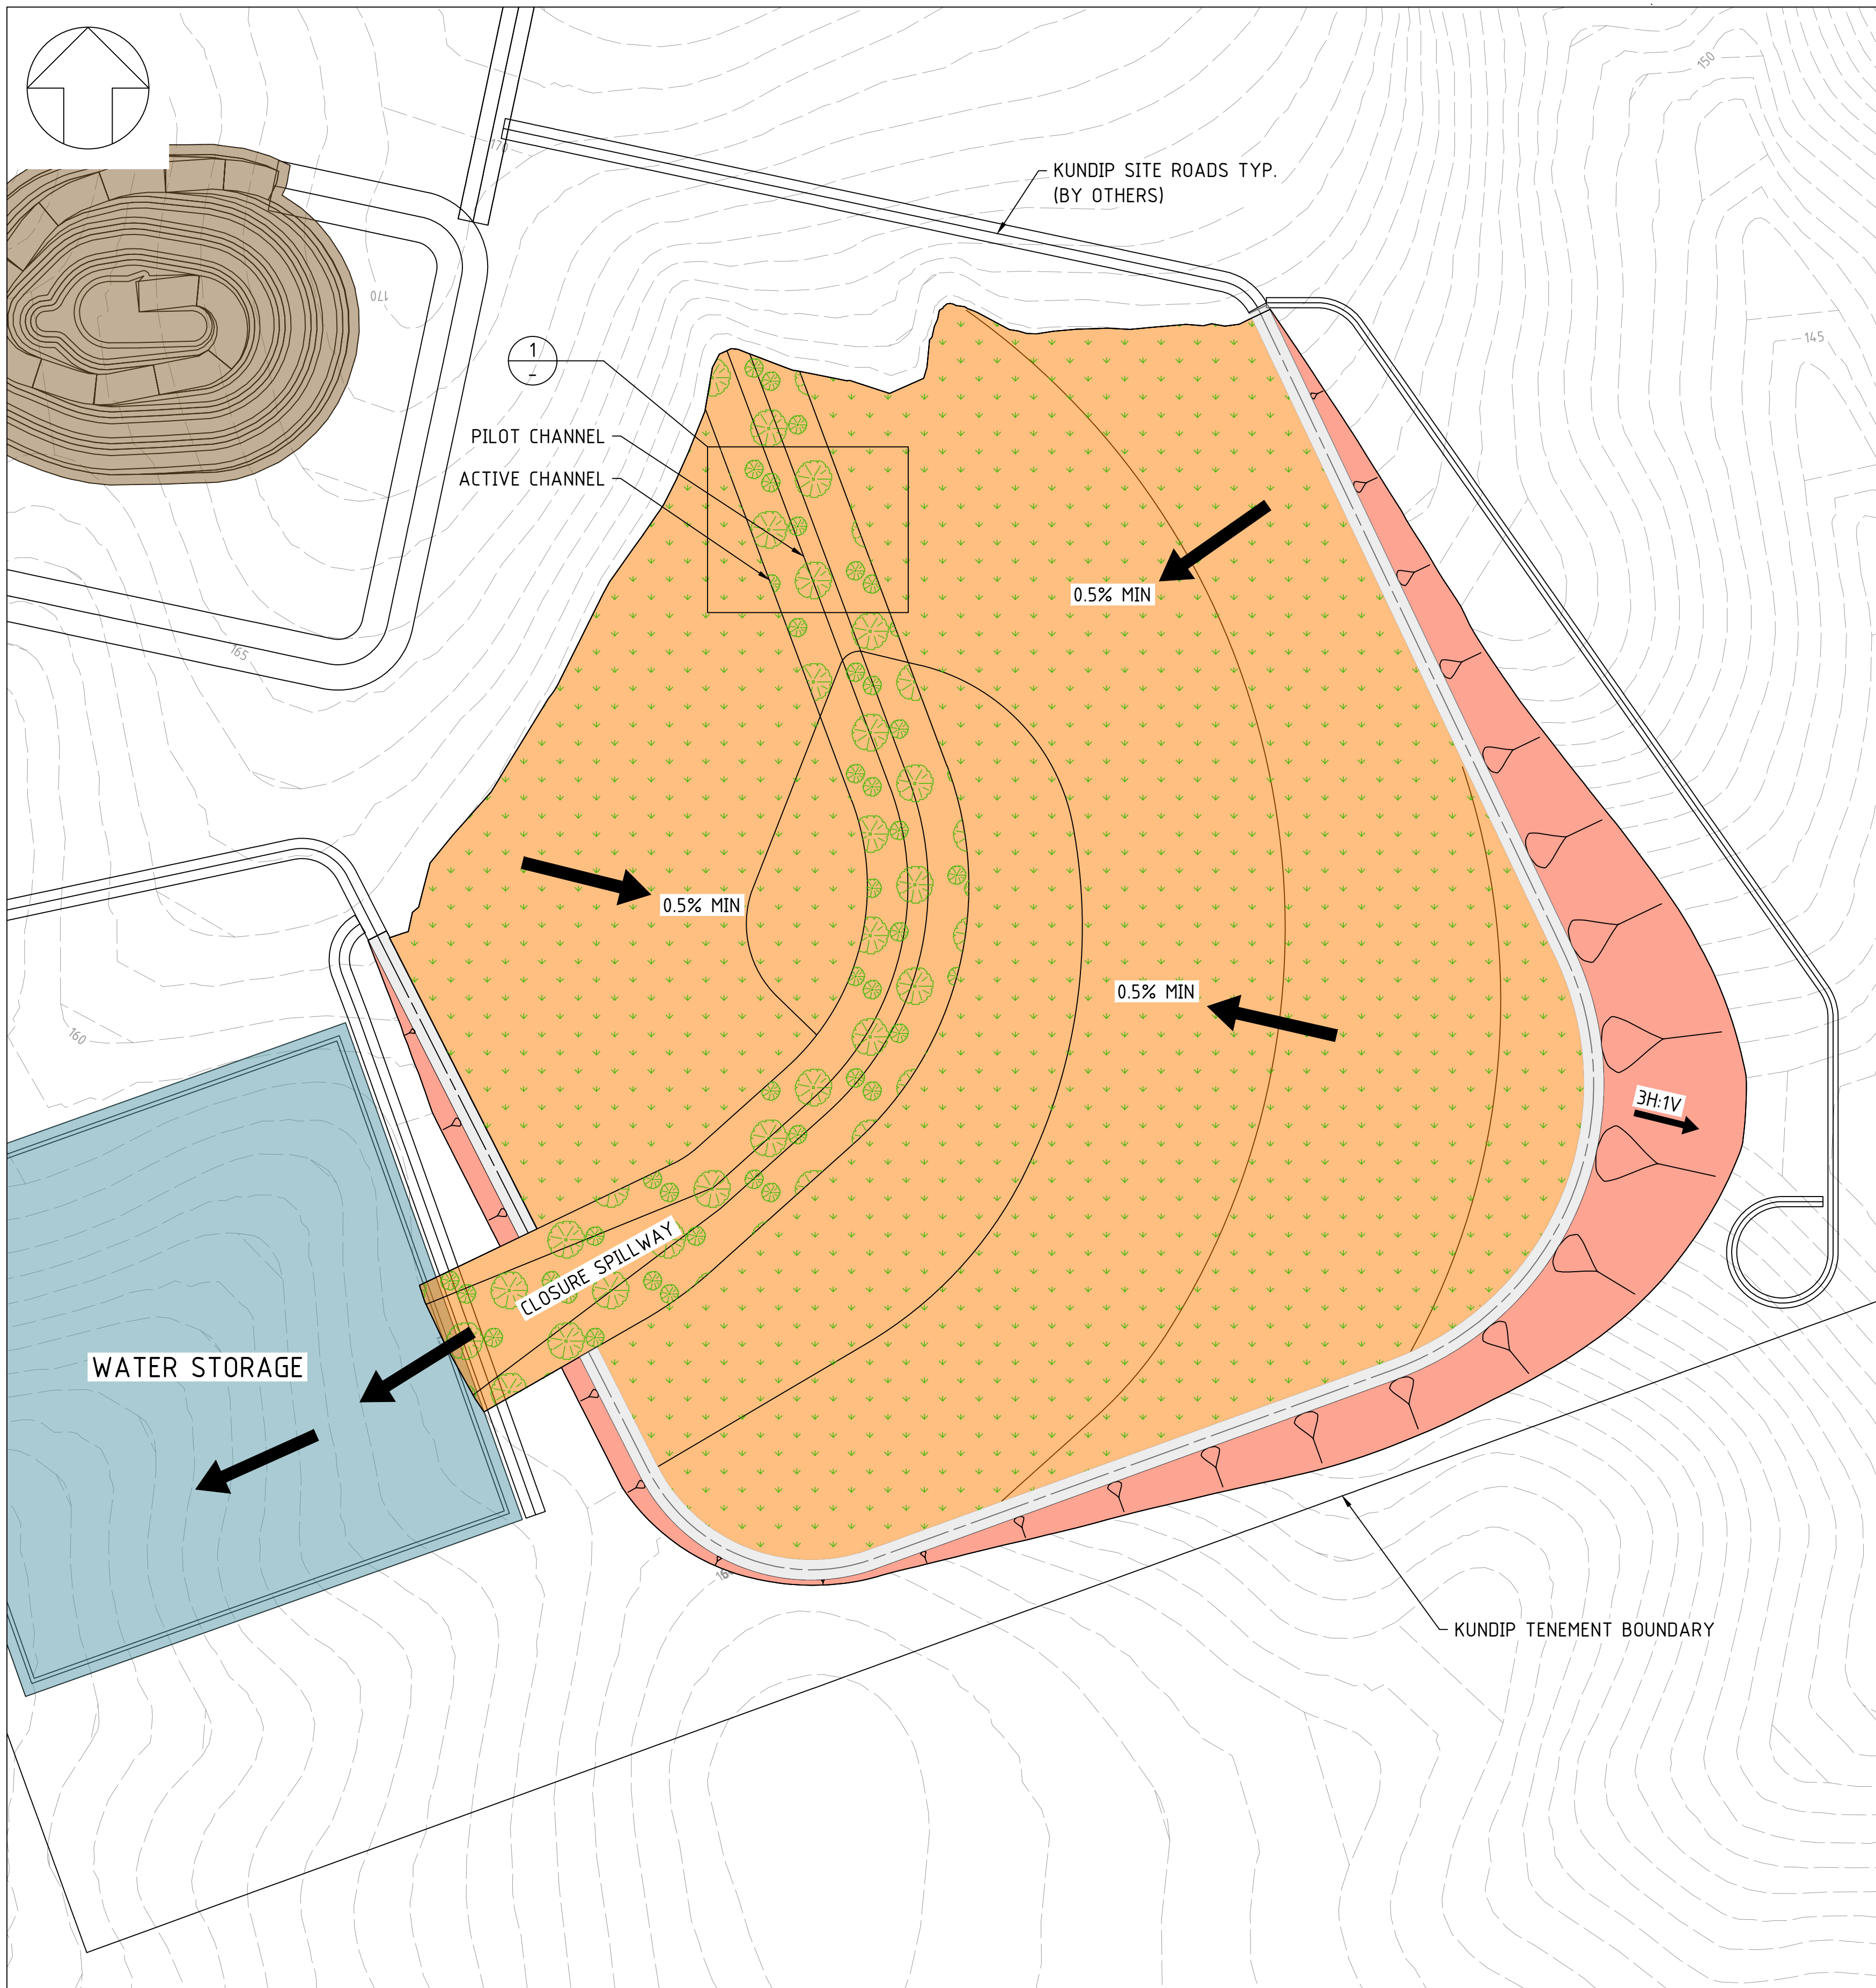 150
170
KUNDIP SITE ROADS TYP.
(BY OTHERS)
170
145
1
–
PILOT CHANNEL
ACTIVE CHANNEL
0.5% MIN
165
0.5% MIN
0.5% MIN
160
3H:1V
CLOSURE SPILLWAY
WATER STORAGE
KUNDIP TENEMENT BOUNDARY